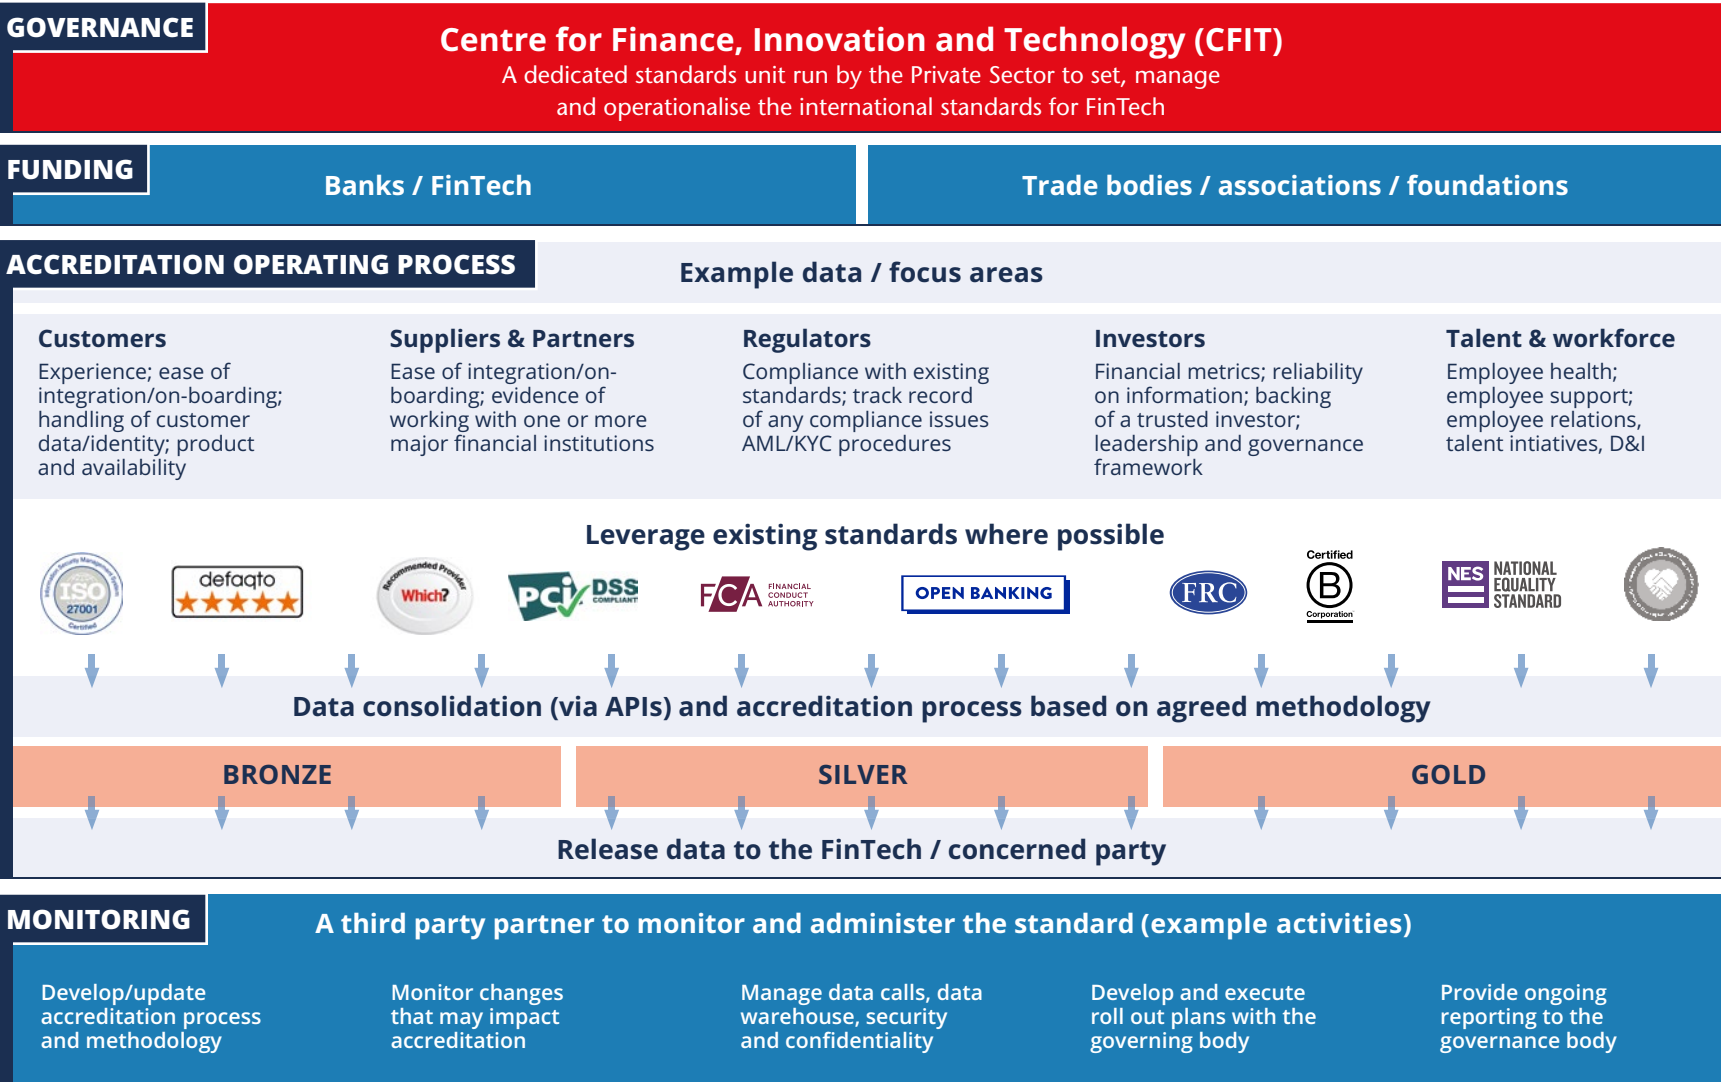 GOVERNANCE
Centre for Finance, Innovation and Technology (CFIT)
A dedicated standards unit run by the Private Sector to set, manage
and operationalise the international standards for FinTech
FUNDING
Banks / FinTech
Trade bodies / associations / foundations
ACCREDITATION OPERATING PROCESS
Example data / focus areas
Customers
Experience; ease of
integration/on-boarding;
handling of customer
data/identity; product
and availability
Suppliers & Partners
Ease of integration/on-
boarding; evidence of
working with one or more
major financial institutions
Regulators
Compliance with existing
standards; track record
of any compliance issues
AML/KYC procedures
Investors
Financial metrics; reliability
on information; backing
of a trusted investor;
leadership and governance
framework
Talent & workforce
Employee health;
employee support;
employee relations,
talent intiatives, D&I
Leverage existing standards where possible
Information Security Management System
ISO
27001
Certified
defaqto
Recommended Provider
Which?
PCI DSS
COMPLIANT
FCA
FINANCIAL
CONDUCT
AUTHORITY
OPEN BANKING
FRC
Certified
B
Corporation
NES
NATIONAL
EQUALITY
STANDARD
Data consolidation (via APIs) and accreditation process based on agreed methodology
BRONZE
SILVER
GOLD
Release data to the FinTech / concerned party
MONITORING
A third party partner to monitor and administer the standard (example activities)
Develop/update
accreditation process
and methodology
Monitor changes
that may impact
accreditation
Manage data calls, data
warehouse, security
and confidentiality
Develop and execute
roll out plans with the
governing body
Provide ongoing
reporting to the
governance body